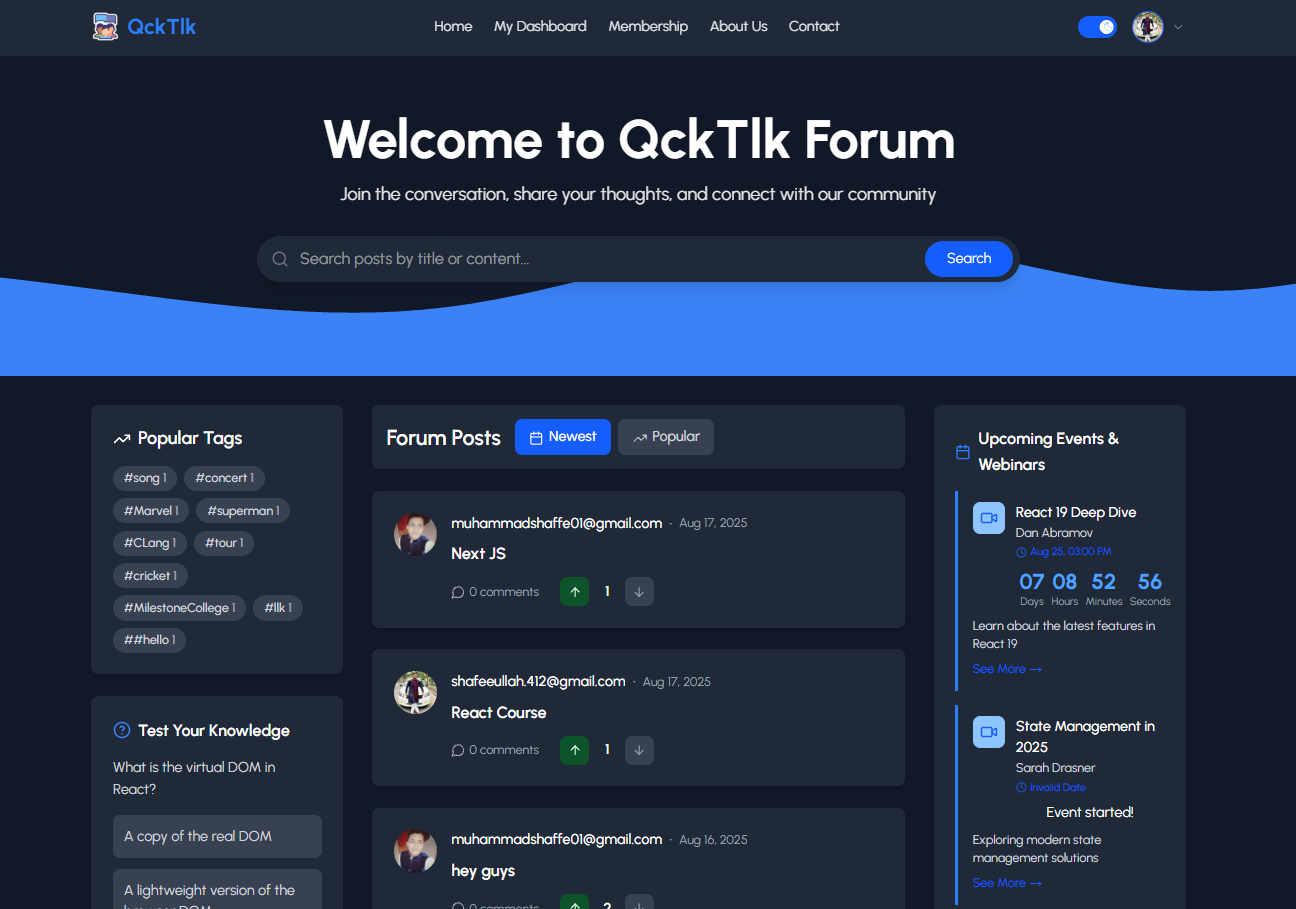 QckTlk
Home
My Dashboard
Membership
About Us
Contact
Welcome to QckTlk Forum
Join the conversation, share your thoughts, and connect with our community
Search posts by title or content...
Search
Popular Tags
#song 1
#concert 1
#Marvel 1
#superman 1
#CLang 1
#tour 1
#cricket 1
#MilestoneCollege 1
#llk 1
##hello 1
Test Your Knowledge
What is the virtual DOM in
React?
A copy of the real DOM
A lightweight version of the
browser DOM
Forum Posts
Newest
Popular
muhammadshaffe01@gmail.com · Aug 17, 2025
Next JS
0 comments
1
shafeeullah.412@gmail.com · Aug 17, 2025
React Course
0 comments
1
muhammadshaffe01@gmail.com · Aug 16, 2025
hey guys
0 comments
2
Upcoming Events &
Webinars
React 19 Deep Dive
Dan Abramov
Aug 25, 03:00 PM
07 08 52 56
Days Hours Minutes Seconds
Learn about the latest features in
React 19
See More →
State Management in
2025
Sarah Drasner
Invalid Date
Event started!
Exploring modern state
management solutions
See More →